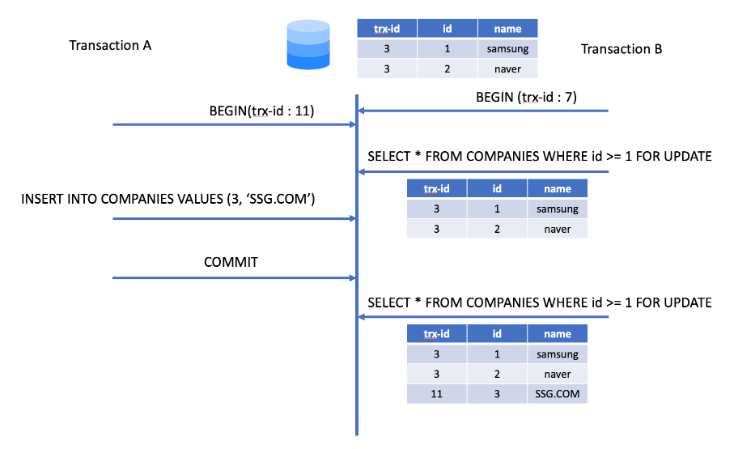 Transaction A
trx-id id name
3 1 samsung
3 2 naver
Transaction B
BEGIN(trx-id : 11)
BEGIN (trx-id : 7)
SELECT * FROM COMPANIES WHERE id >= 1 FOR UPDATE
trx-id id name
3 1 samsung
3 2 naver
INSERT INTO COMPANIES VALUES (3, ‘SSG.COM’)
COMMIT
SELECT * FROM COMPANIES WHERE id >= 1 FOR UPDATE
trx-id id name
3 1 samsung
3 2 naver
11 3 SSG.COM